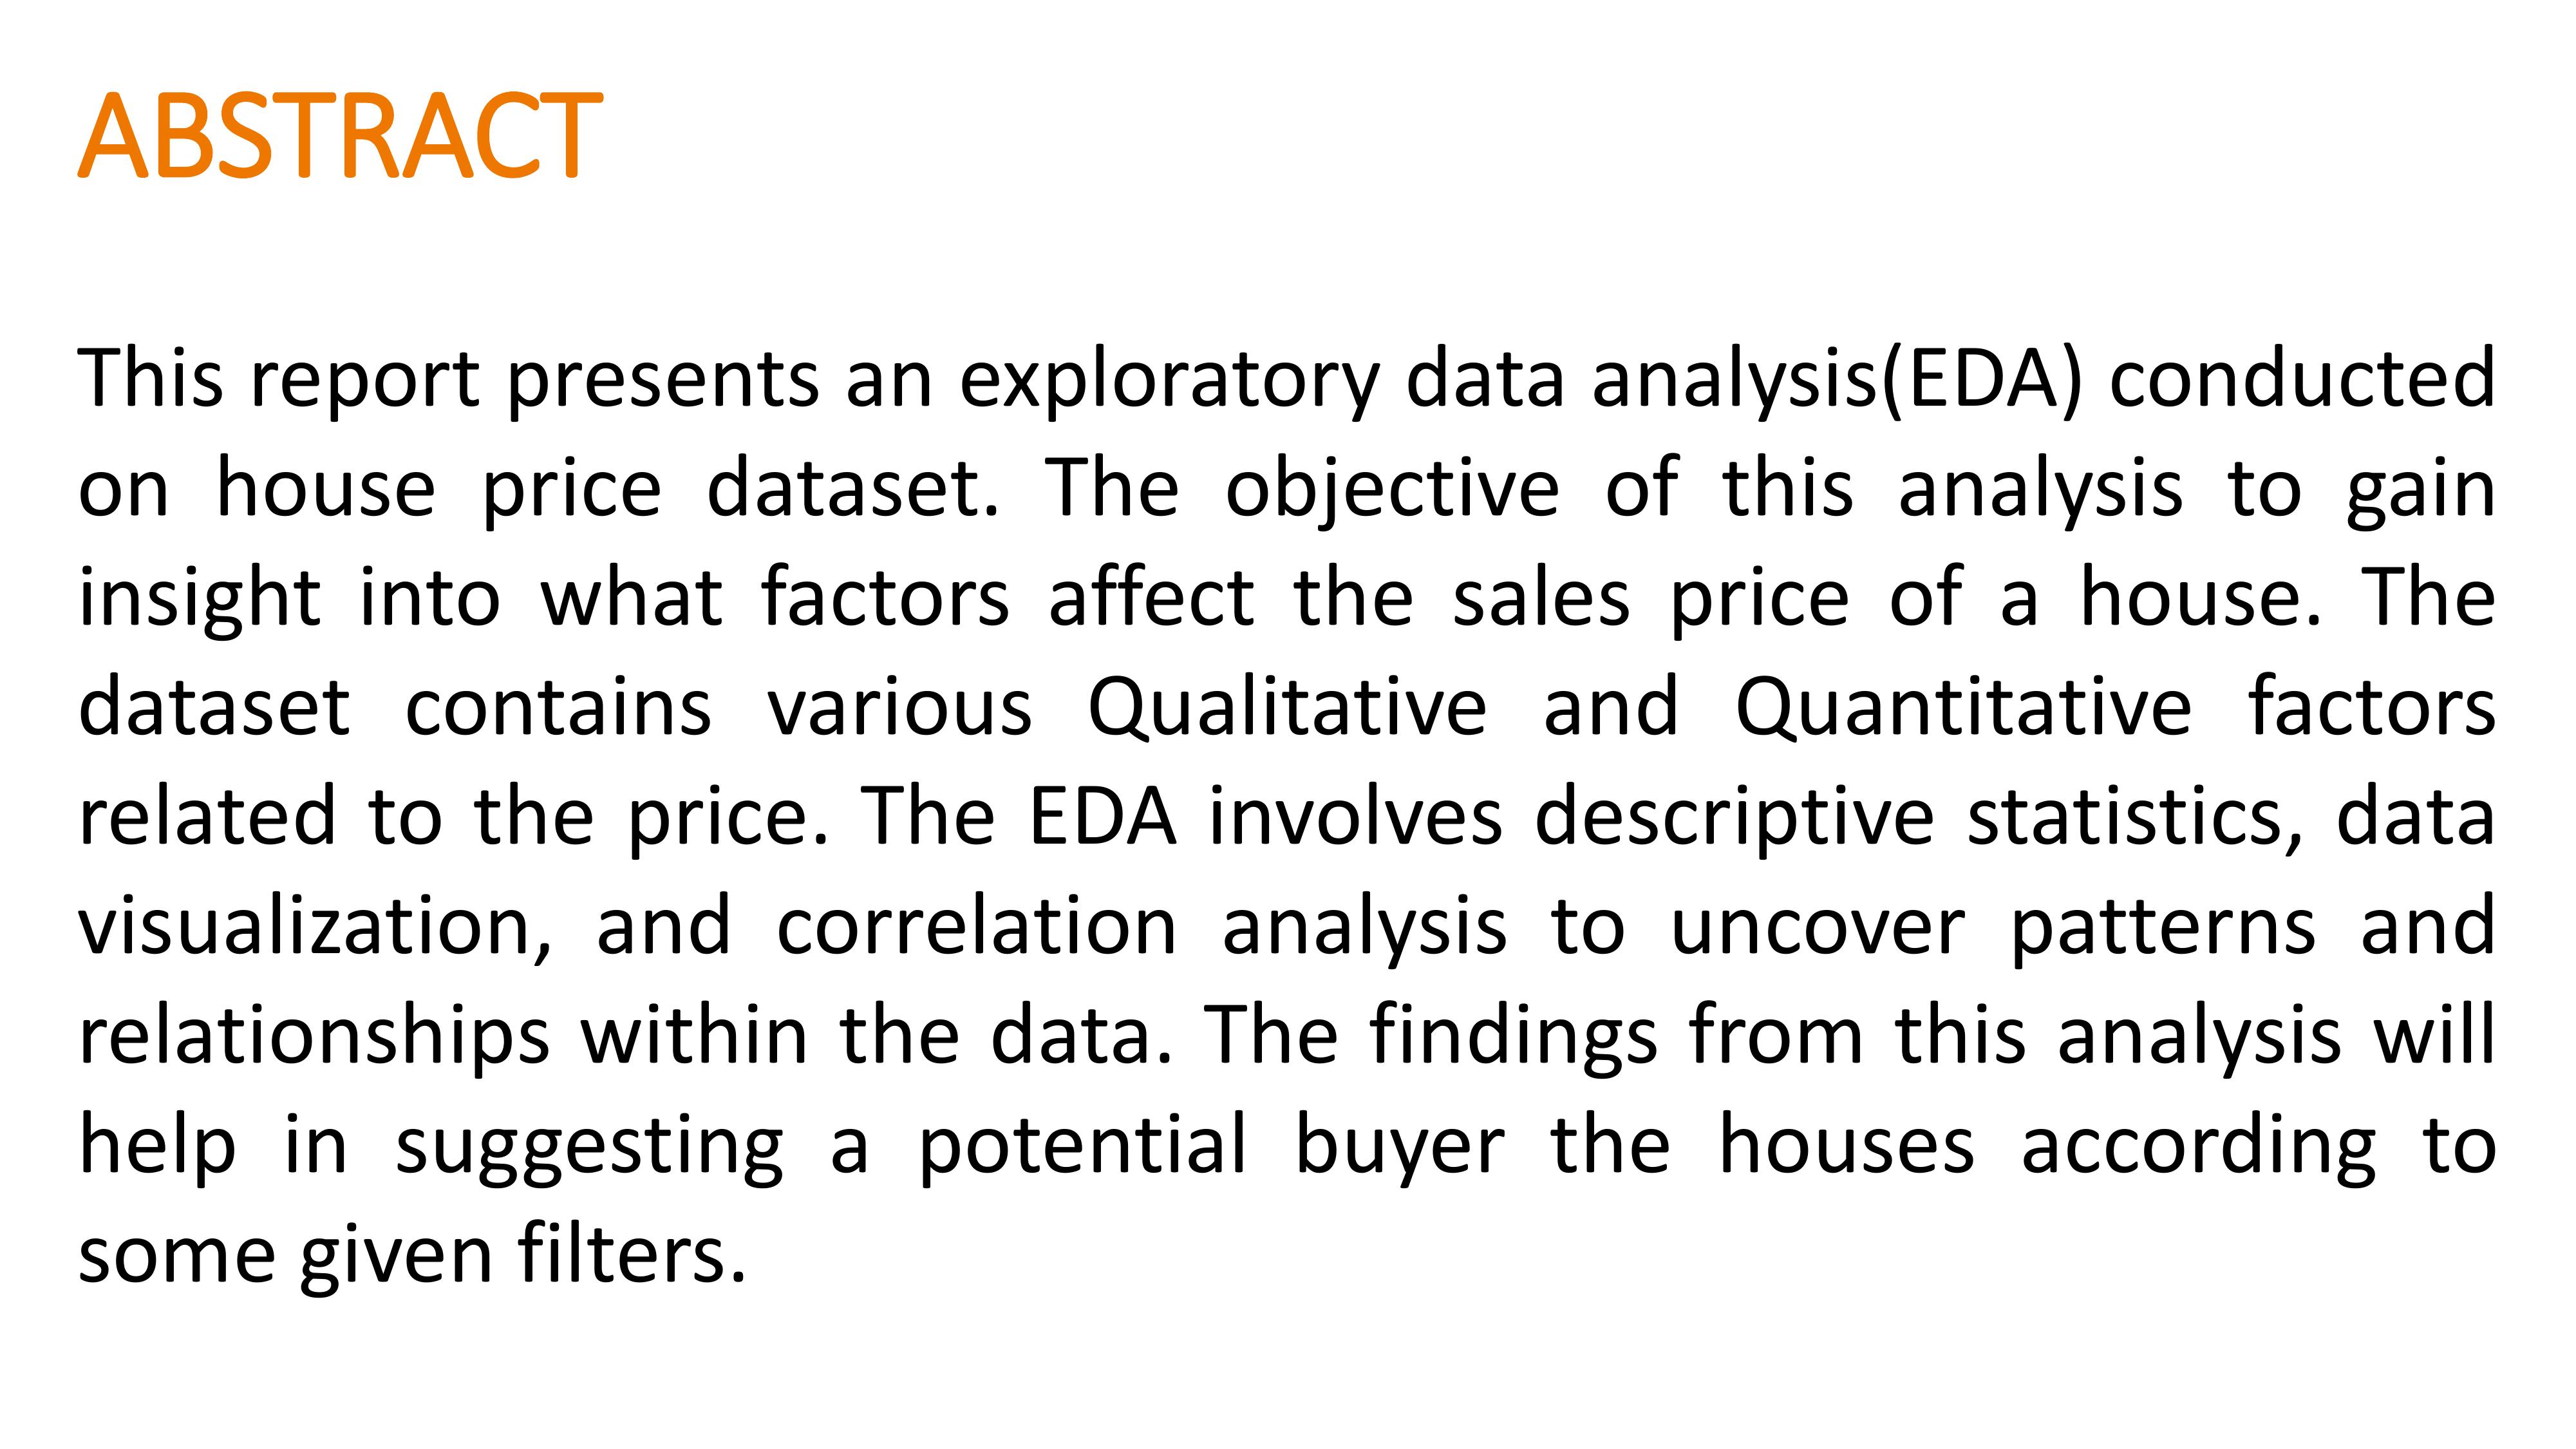 ABSTRACT
This report presents an exploratory data analysis(EDA) conducted
on house price dataset. The objective of this analysis to gain
insight into what factors affect the sales price of a house. The
dataset contains various Qualitative and Quantitative factors
related to the price. The EDA involves descriptive statistics, data
visualization, and correlation analysis to uncover patterns and
relationships within the data. The findings from this analysis will
help in suggesting a potential buyer the houses according to
some given filters.